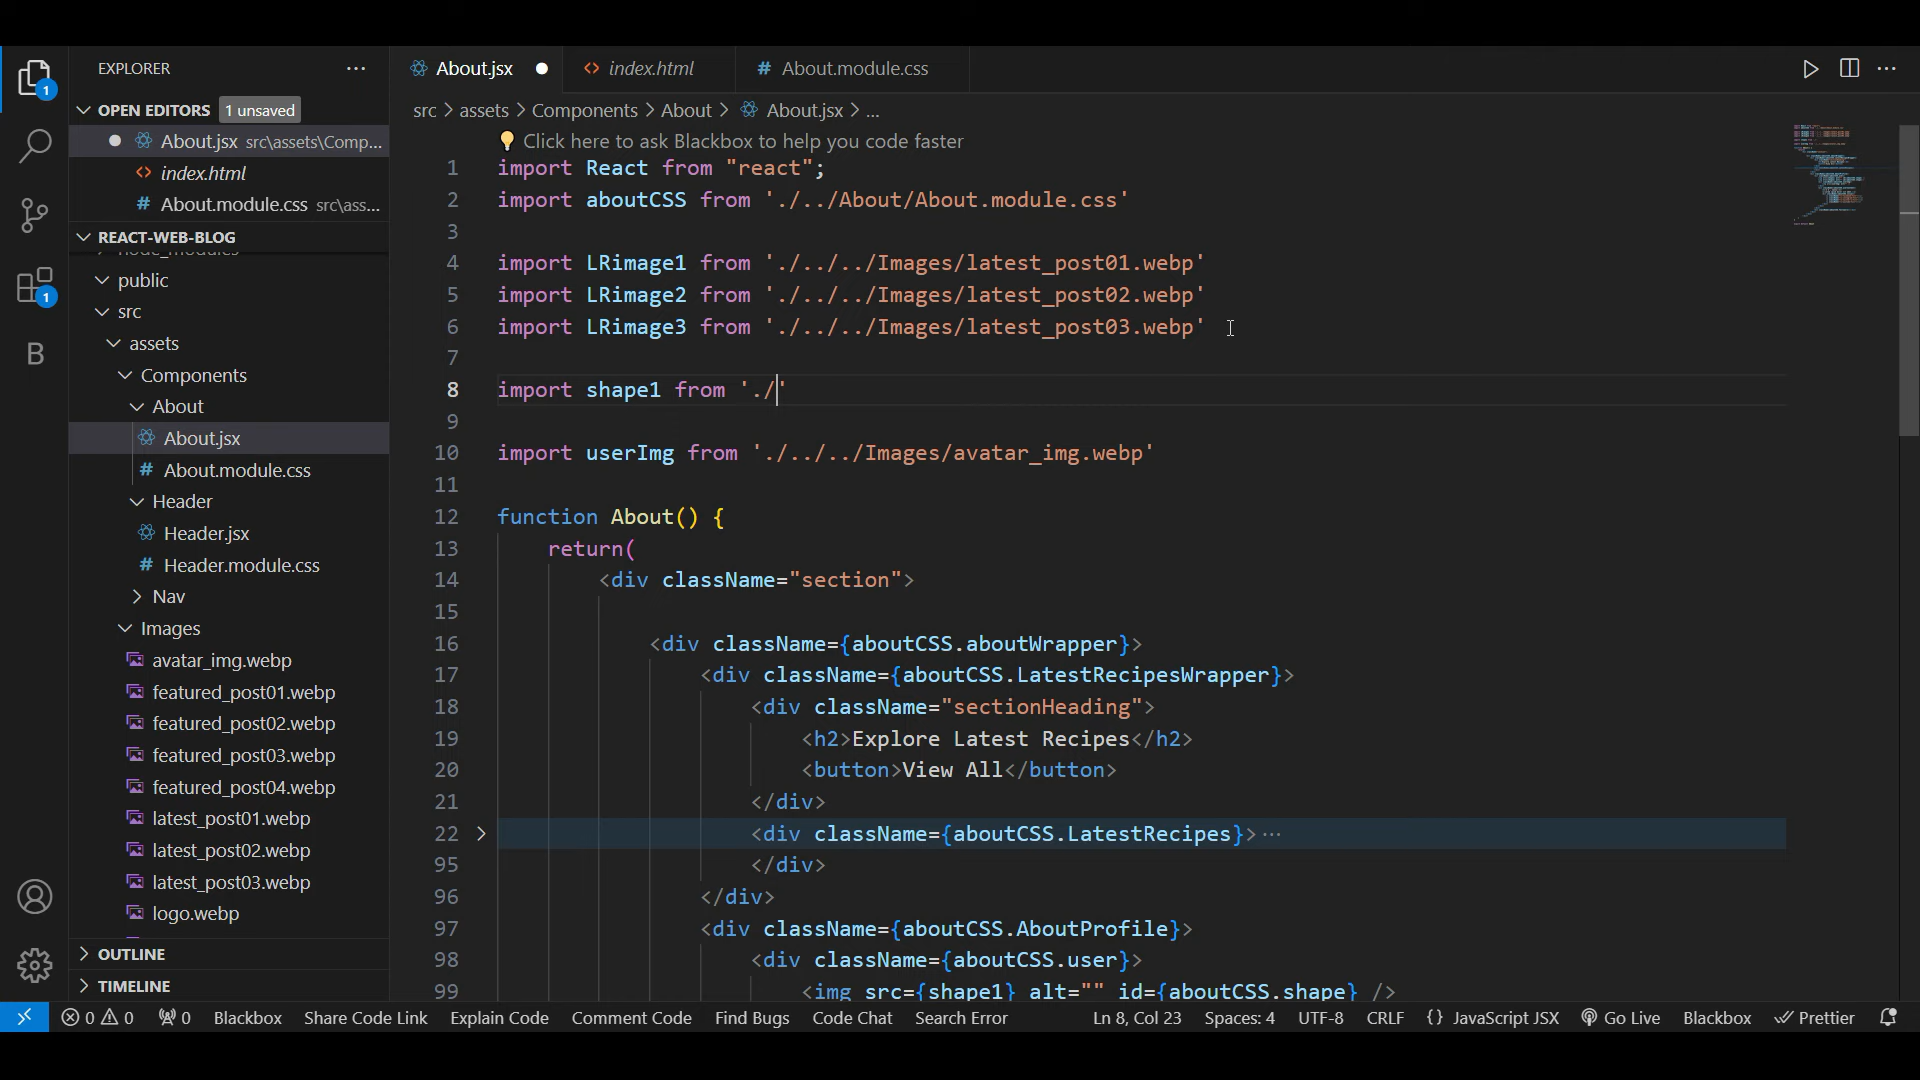 EXPLORER
OPEN EDITORS 1 unsaved
About.jsx src\assets\Comp...
index.html
# About.module.css src\ass...
REACT-WEB-BLOG
node_modules
public
src
assets
Components
About
About.jsx
# About.module.css
Header
Header.jsx
# Header.module.css
Nav
Images
avatar_img.webp
featured_post01.webp
featured_post02.webp
featured_post03.webp
featured_post04.webp
latest_post01.webp
latest_post02.webp
latest_post03.webp
logo.webp
OUTLINE
TIMELINE
1
1
B
About.jsx ● <> index.html # About.module.css
src > assets > Components > About > About.jsx > ...
Click here to ask Blackbox to help you code faster
1 import React from "react";
2 import aboutCSS from './../About/About.module.css'
3
4 import LRimage1 from './../../Images/latest_post01.webp'
5 import LRimage2 from './../../Images/latest_post02.webp'
6 import LRimage3 from './../../Images/latest_post03.webp'
7
8 import shape1 from './'
9
10 import userImg from './../../Images/avatar_img.webp'
11
12 function About() {
13 return(
14 <div className="section">
15
16 <div className={aboutCSS.aboutWrapper}>
17 <div className={aboutCSS.LatestRecipesWrapper}>
18 <div className="sectionHeading">
19 <h2>Explore Latest Recipes</h2>
20 <button>View All</button>
21 </div>
22 <div className={aboutCSS.LatestRecipes}>···
95 </div>
96 </div>
97 <div className={aboutCSS.AboutProfile}>
98 <div className={aboutCSS.user}>
99 <img src={shape1} alt="" id={aboutCSS.shape} />
0 0 0 Blackbox Share Code Link Explain Code Comment Code Find Bugs Code Chat Search Error Ln 8, Col 23 Spaces: 4 UTF-8 CRLF {} JavaScript JSX Go Live Blackbox Prettier